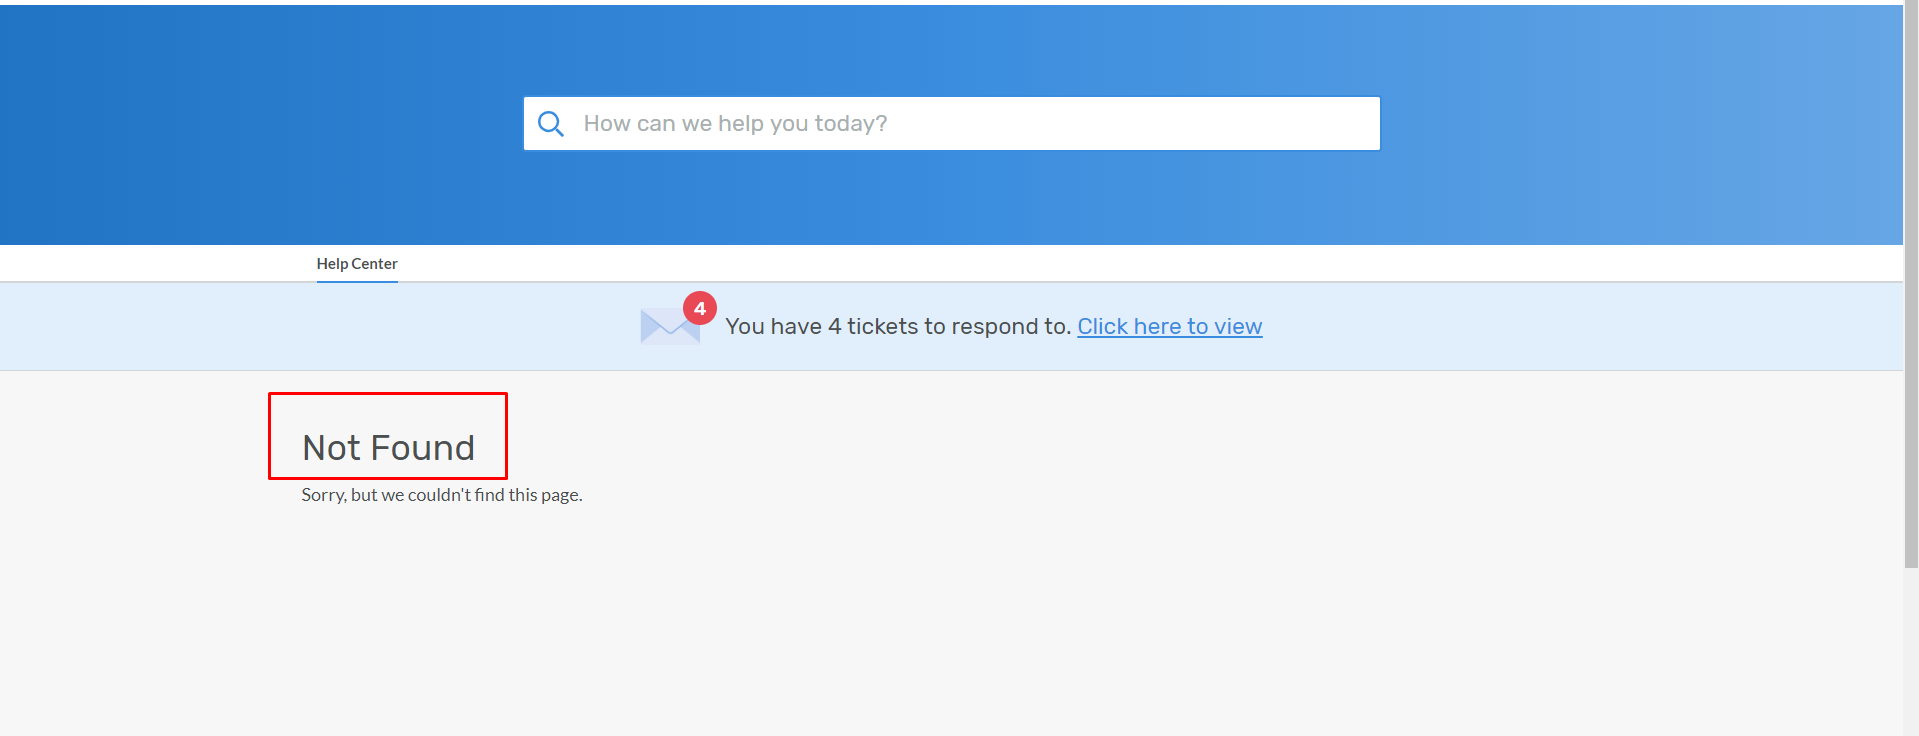 How can we help you today?
Help Center
4
You have 4 tickets to respond to. Click here to view
Not Found
Sorry, but we couldn't find this page.